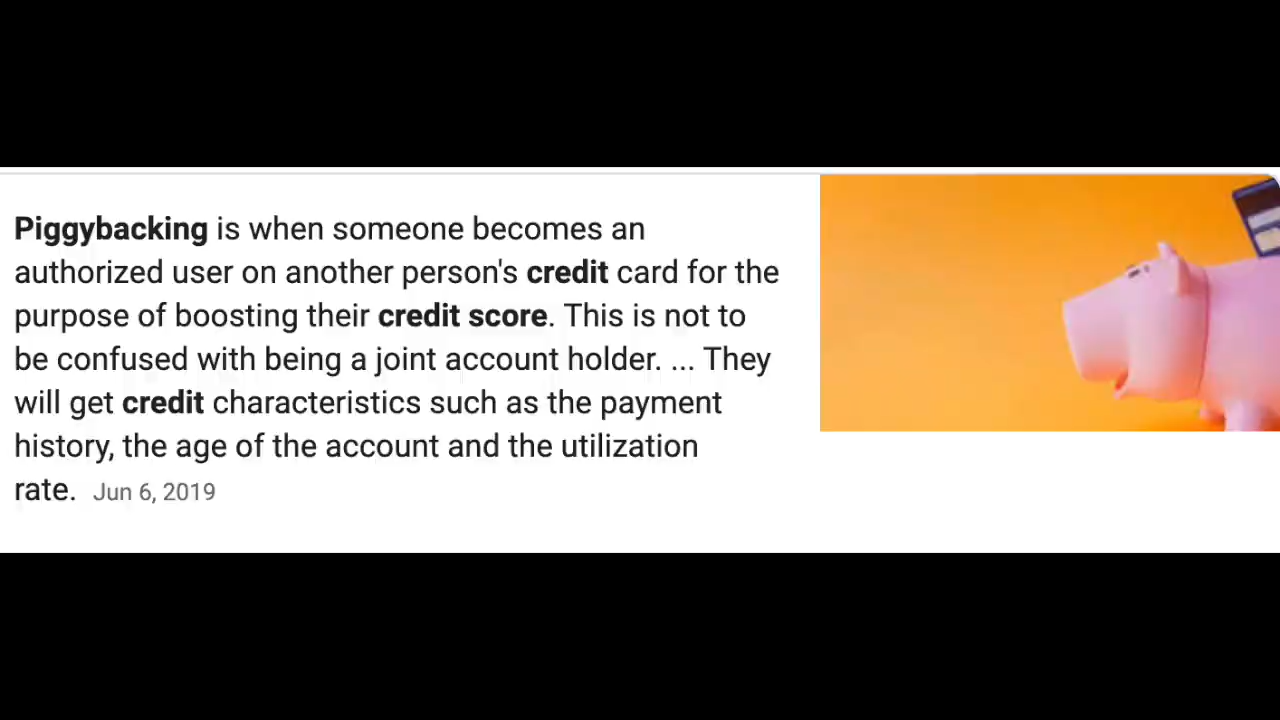 Piggybacking is when someone becomes an
authorized user on another person's credit card for the
purpose of boosting their credit score. This is not to
be confused with being a joint account holder. ... They
will get credit characteristics such as the payment
history, the age of the account and the utilization
rate. Jun 6, 2019